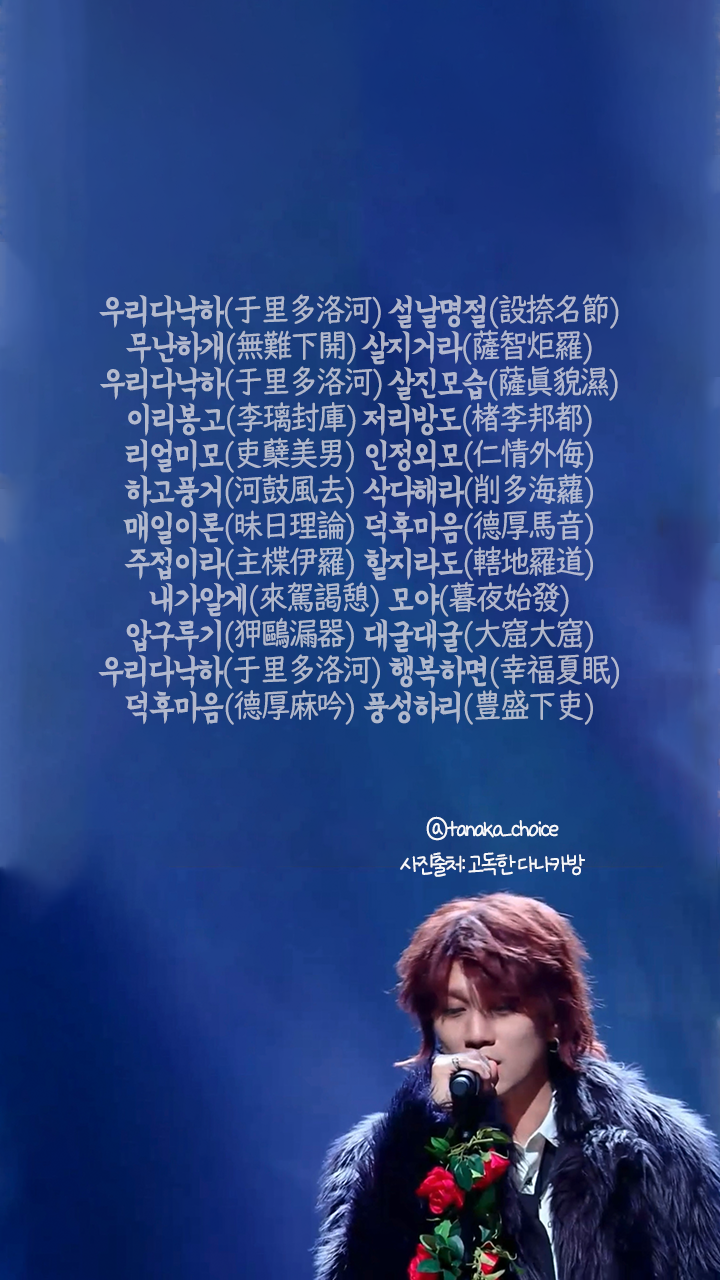 우리다낙하(于里多洛河) 설날명절(設捺名節)
무난하개(無難下開) 살지거라(薩智炬羅)
우리다낙하(于里多洛河) 살진모습(薩眞貌濕)
이리봉고(李璃封庫) 저리방도(楮李邦都)
리얼미모(吏蘖美男) 인정외모(仁情外侮)
하고풍거(河鼓風去) 삭다해라(削多海蘿)
매일이론(昧日理論) 덕후마음(德厚馬音)
주접이라(主楪伊羅) 할지라도(轄地羅道)
내가알게(來駕謁憩) 모야(暮夜始發)
압구루기(狎鷗漏器) 대굴대굴(大窟大窟)
우리다낙하(于里多洛河) 행복하면(幸福夏眠)
덕후마음(德厚麻吟) 풍성하리(豊盛下吏)
@tanaka_choice
사진출처: 고독한 다나카방